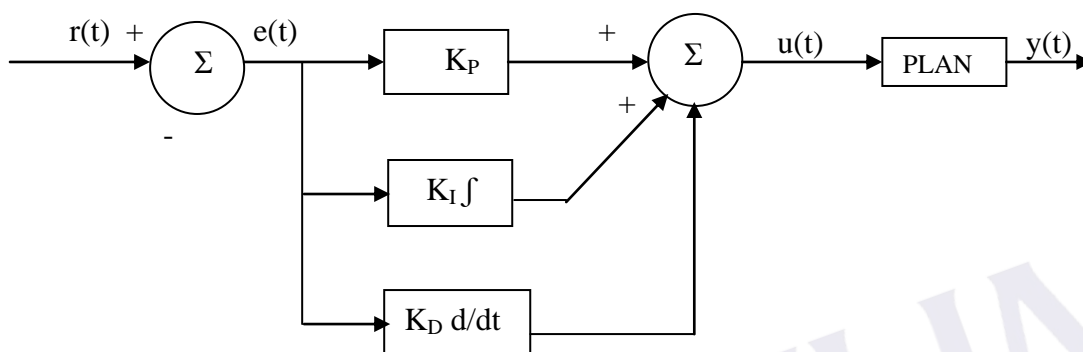 r(t) + e(t) + u(t) y(t)
Σ K_P Σ PLAN
+
-
K_I ∫
K_D d/dt